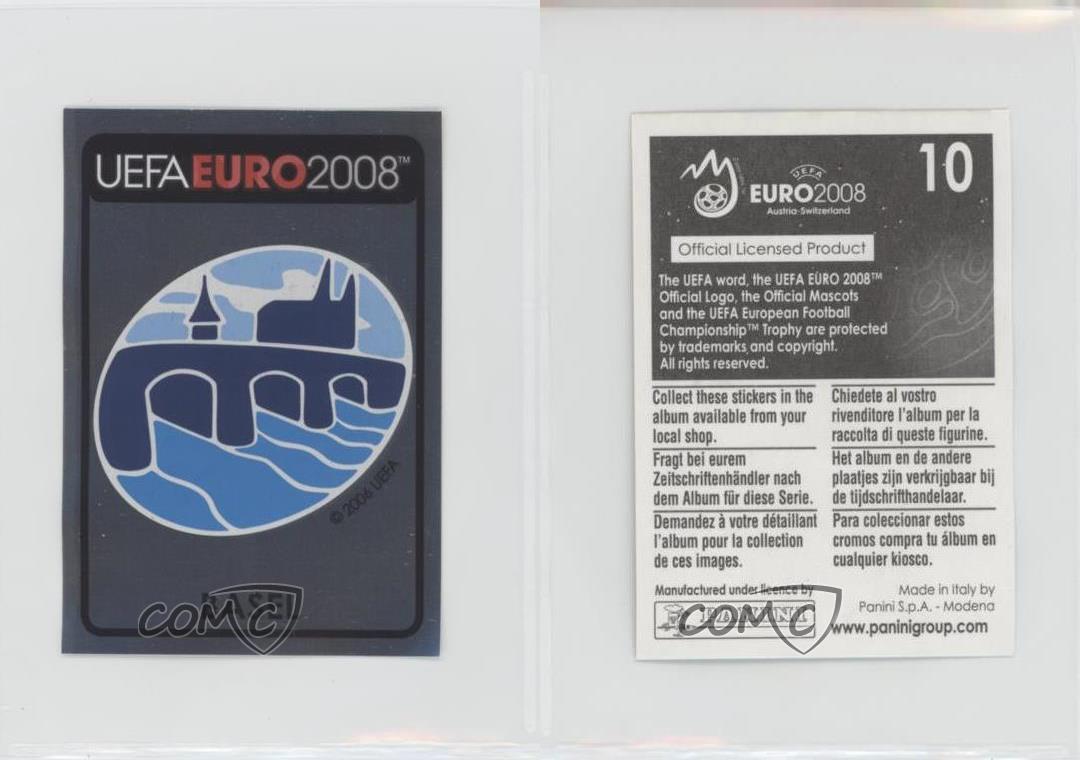 UEFA EURO2008™
© 2006 UEFA
BASEL
COMC
10
UEFA
EURO2008
Austria-Switzerland
Official Licensed Product
The UEFA word, the UEFA EURO 2008™
Official Logo, the Official Mascots
and the UEFA European Football
Championship™ Trophy are protected
by trademarks and copyright.
All rights reserved.
Collect these stickers in the
album available from your
local shop.
Chiedete al vostro
rivenditore l'album per la
raccolta di queste figurine.
Fragt bei eurem
Zeitschriftenhändler nach
dem Album für diese Serie.
Het album en de andere
plaatjes zijn verkrijgbaar bij
de tijdschrifthandelaar.
Demandez à votre détaillant
l'album pour la collection
de ces images.
Para coleccionar estos
cromos compra tu álbum en
cualquier kiosco.
Manufactured under licence by
PANINI
COMC
Made in Italy by
Panini S.p.A. - Modena
www.paninigroup.com